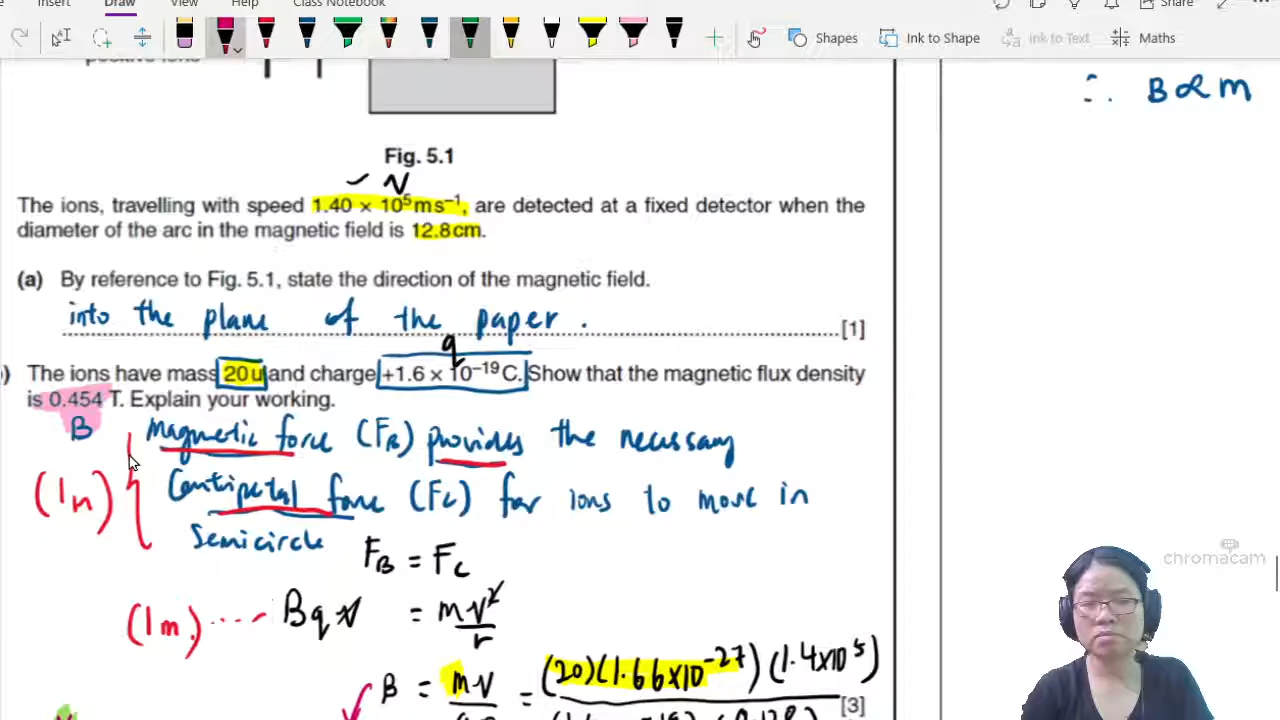 Insert Draw View Help Class Notebook Share
Shapes Ink to Shape Ink to Text Maths
positive ions
∴ B ∝ m
Fig. 5.1
✓ v
The ions, travelling with speed 1.40 × 10⁵ m s⁻¹, are detected at a fixed detector when the
diameter of the arc in the magnetic field is 12.8 cm.
(a) By reference to Fig. 5.1, state the direction of the magnetic field.
into the plane of the paper. [1]
q
) The ions have mass 20 u and charge +1.6 × 10⁻¹⁹ C. Show that the magnetic flux density
is 0.454 T. Explain your working.
B
Magnetic force (F_B) provides the necessary
(1m) Centripetal force (Fc) for ions to move in
semicircle
F_B = Fc
(1m) .... Bqv = mv²/r
B = mv = (20)(1.66×10⁻²⁷)(1.4×10⁵)
[3]
chromacam